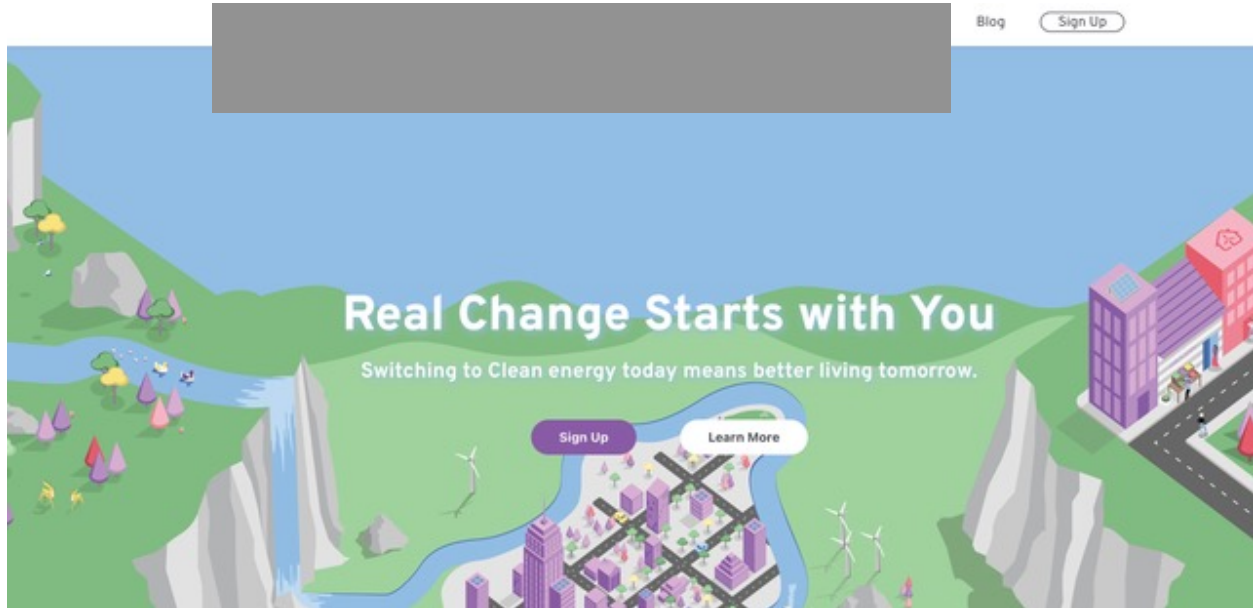 Blog
Sign Up
Real Change Starts with You
Switching to Clean energy today means better living tomorrow.
Sign Up
Learn More